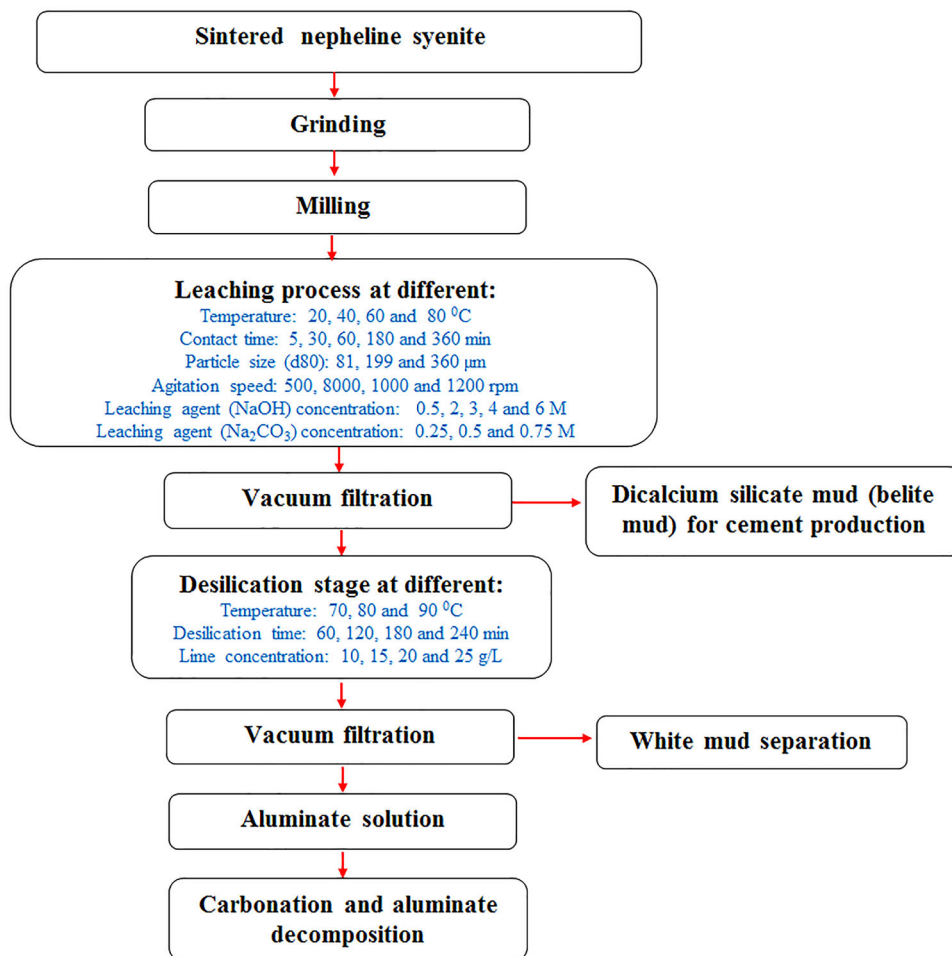 Sintered nepheline syenite
Grinding
Milling
Leaching process at different:
Temperature: 20, 40, 60 and 80 ⁰C
Contact time: 5, 30, 60, 180 and 360 min
Particle size (d80): 81, 199 and 360 µm
Agitation speed: 500, 8000, 1000 and 1200 rpm
Leaching agent (NaOH) concentration: 0.5, 2, 3, 4 and 6 M
Leaching agent (Na₂CO₃) concentration: 0.25, 0.5 and 0.75 M
Vacuum filtration
Dicalcium silicate mud (belite
mud) for cement production
Desilication stage at different:
Temperature: 70, 80 and 90 ⁰C
Desilication time: 60, 120, 180 and 240 min
Lime concentration: 10, 15, 20 and 25 g/L
Vacuum filtration
White mud separation
Aluminate solution
Carbonation and aluminate
decomposition